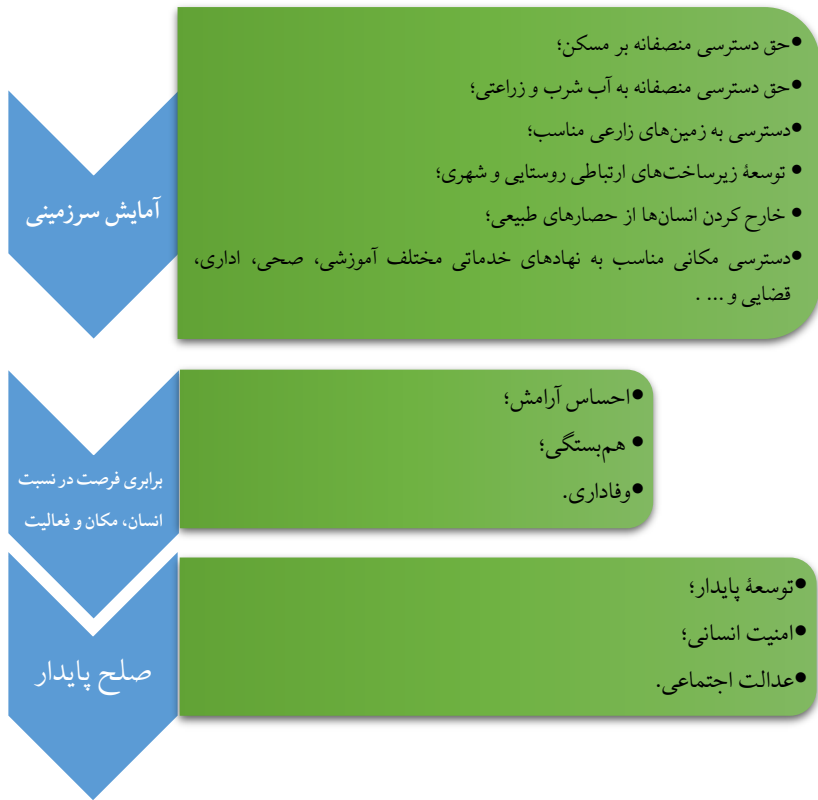 آمایش سرزمینی
•حق دسترسی منصفانه بر مسکن؛
•حق دسترسی منصفانه به آب شرب و زراعتی؛
•دسترسی به زمین‌های زارعی مناسب؛
• توسعهٔ زیرساخت‌های ارتباطی روستایی و شهری؛
• خارج کردن انسان‌ها از حصارهای طبیعی؛
•دسترسی مکانی مناسب به نهادهای خدماتی مختلف آموزشی، صحی، اداری،
قضایی و ... .
برابری فرصت در نسبت
انسان، مکان و فعالیت
•احساس آرامش؛
• هم‌بستگی؛
•وفاداری.
صلح پایدار
•توسعهٔ پایدار؛
•امنیت انسانی؛
•عدالت اجتماعی.